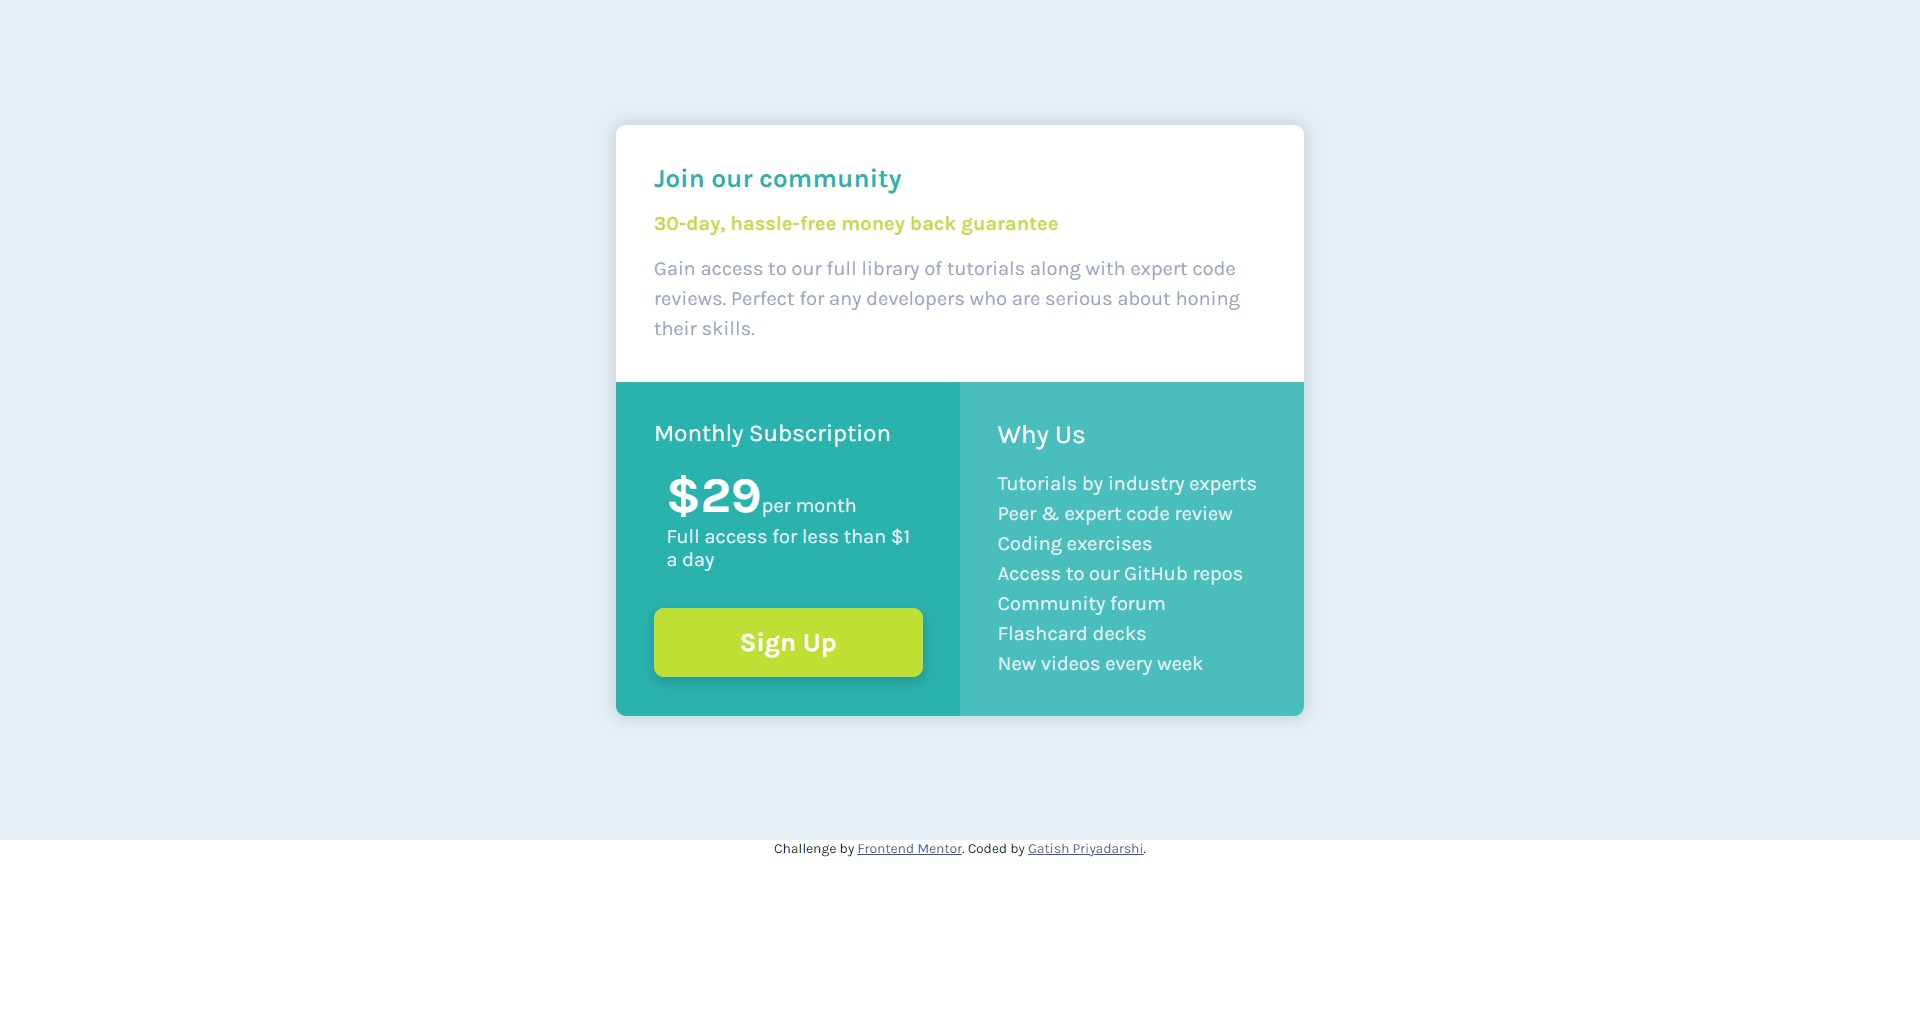 Join our community
30-day, hassle-free money back guarantee
Gain access to our full library of tutorials along with expert code
reviews. Perfect for any developers who are serious about honing
their skills.
Monthly Subscription
$29per month
Full access for less than $1
a day
Sign Up
Why Us
Tutorials by industry experts
Peer & expert code review
Coding exercises
Access to our GitHub repos
Community forum
Flashcard decks
New videos every week
Challenge by Frontend Mentor. Coded by Gatish Priyadarshi.